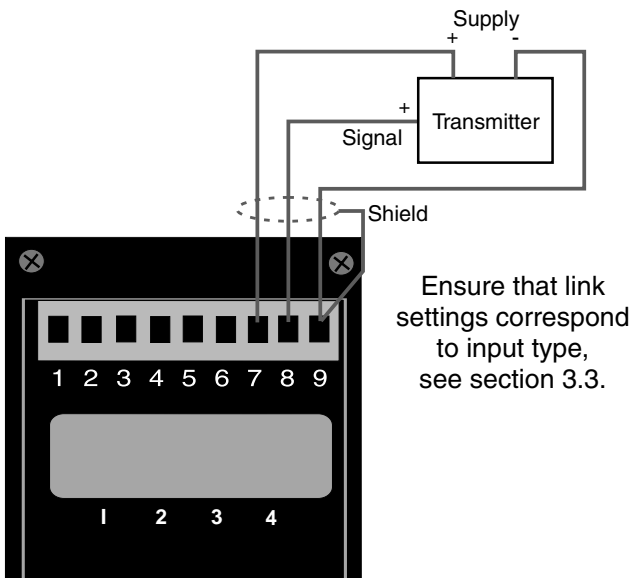 Supply
+ -
+
Signal
Transmitter
Shield
Ensure that link
settings correspond
to input type,
see section 3.3.
1 2 3 4 5 6 7 8 9
I 2 3 4